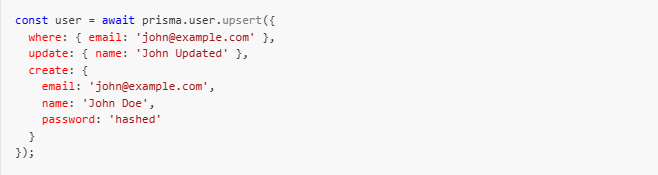 const user = await prisma.user.upsert({
  where: { email: 'john@example.com' },
  update: { name: 'John Updated' },
  create: {
    email: 'john@example.com',
    name: 'John Doe',
    password: 'hashed'
  }
});